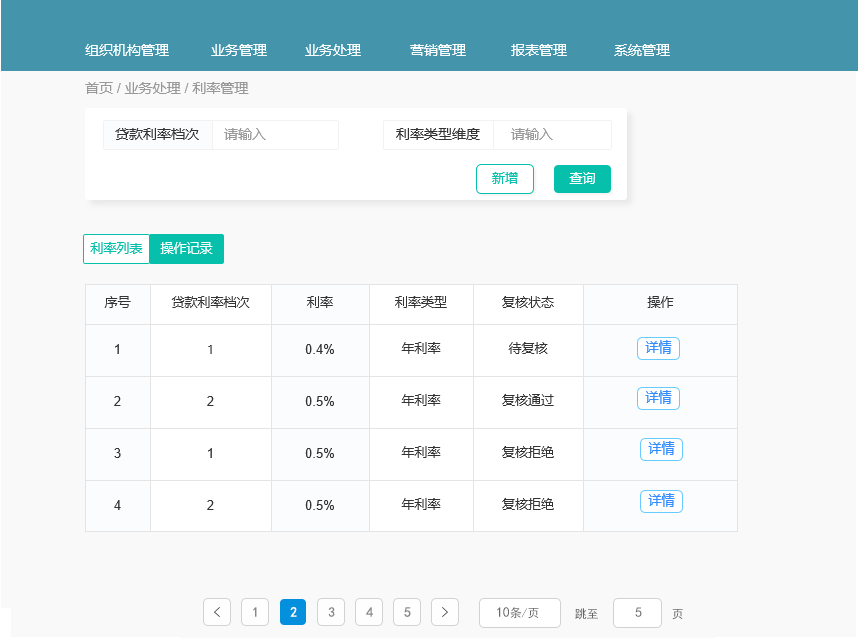 组织机构管理 业务管理 业务处理 营销管理 报表管理 系统管理
首页 / 业务处理 / 利率管理
贷款利率档次 请输入 利率类型维度 请输入
新增 查询
利率列表 操作记录
序号 贷款利率档次 利率 利率类型 复核状态 操作
1 1 0.4% 年利率 待复核 详情
2 2 0.5% 年利率 复核通过 详情
3 1 0.5% 年利率 复核拒绝 详情
4 2 0.5% 年利率 复核拒绝 详情
< 1 2 3 4 5 > 10条/页 跳至 5 页